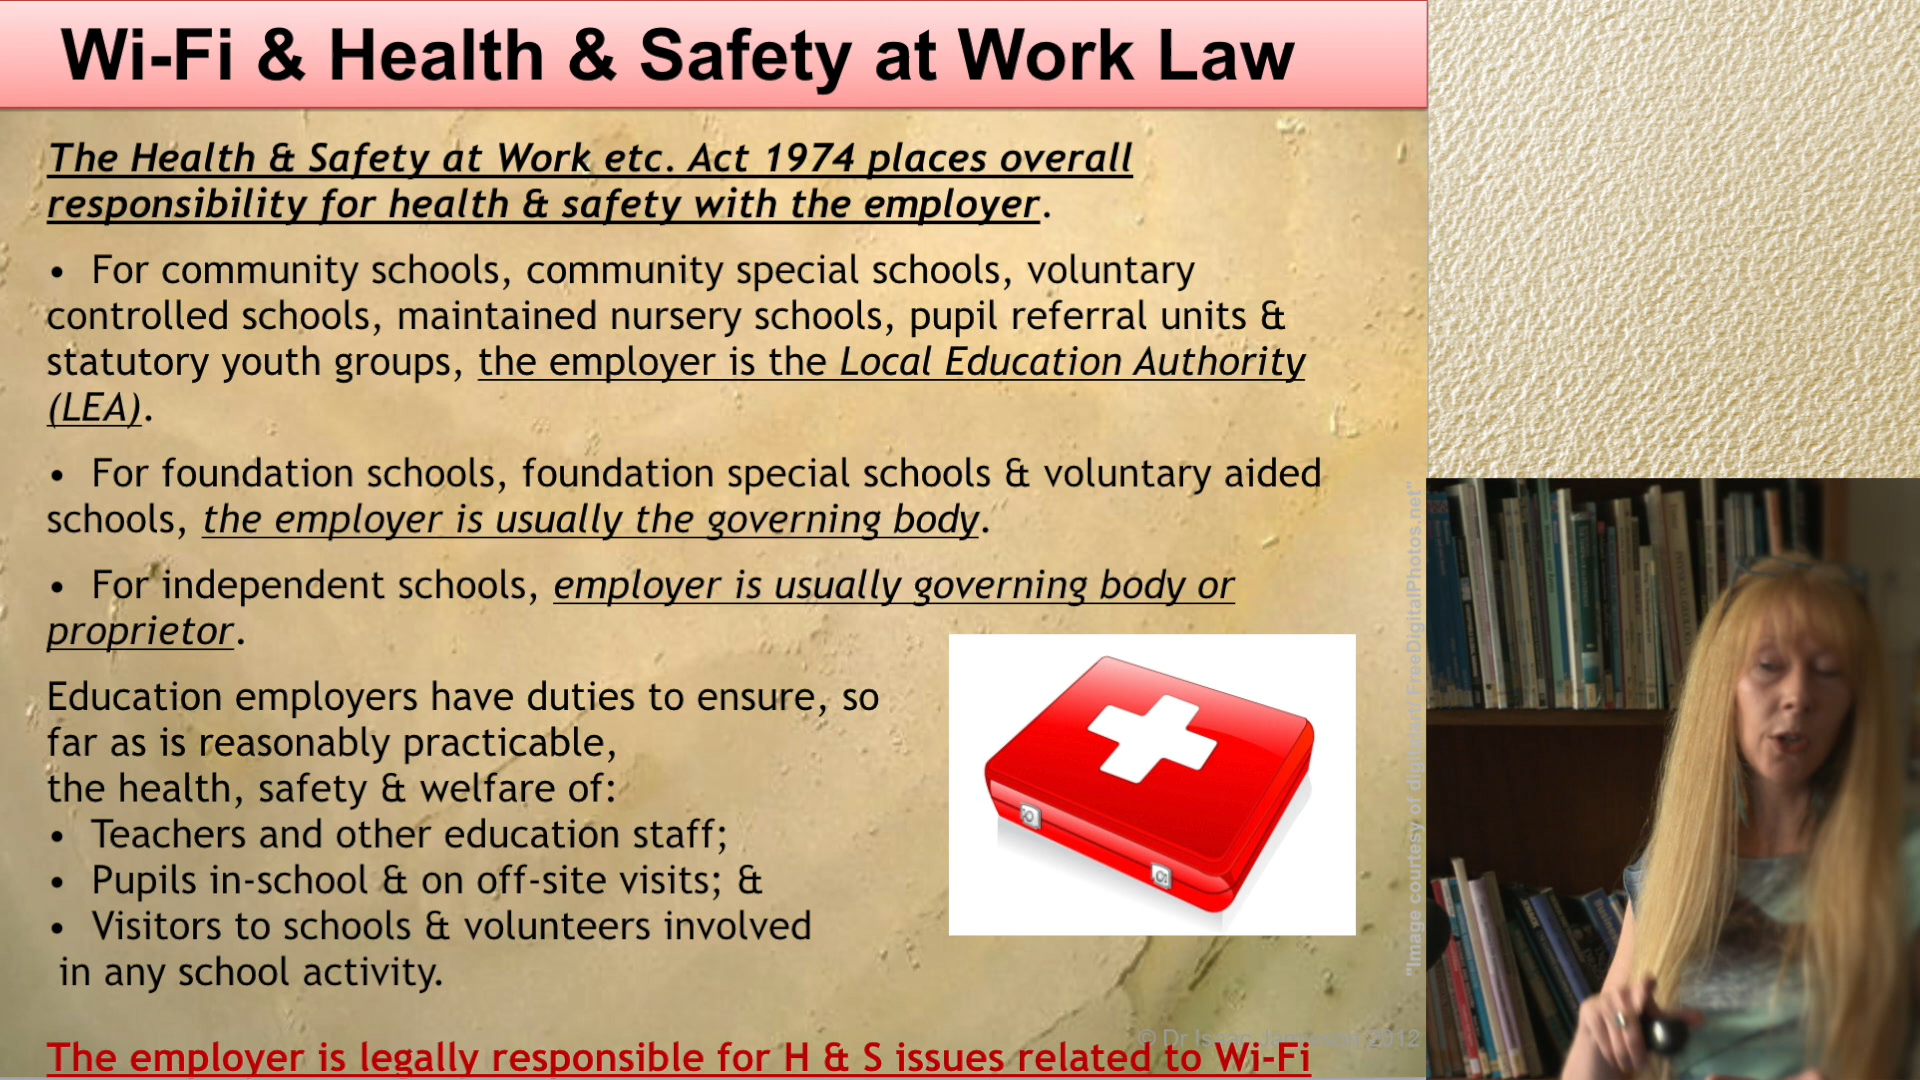 Wi-Fi & Health & Safety at Work Law
The Health & Safety at Work etc. Act 1974 places overall
responsibility for health & safety with the employer.
• For community schools, community special schools, voluntary
controlled schools, maintained nursery schools, pupil referral units &
statutory youth groups, the employer is the Local Education Authority
(LEA).
• For foundation schools, foundation special schools & voluntary aided
schools, the employer is usually the governing body.
• For independent schools, employer is usually governing body or
proprietor.
Education employers have duties to ensure, so
far as is reasonably practicable,
the health, safety & welfare of:
• Teachers and other education staff;
• Pupils in-school & on off-site visits; &
• Visitors to schools & volunteers involved
in any school activity.
The employer is legally responsible for H & S issues related to Wi-Fi
© Dr Isaac Jamieson 2012
"Image courtesy of digitalart FreeDigitalPhotos.net"